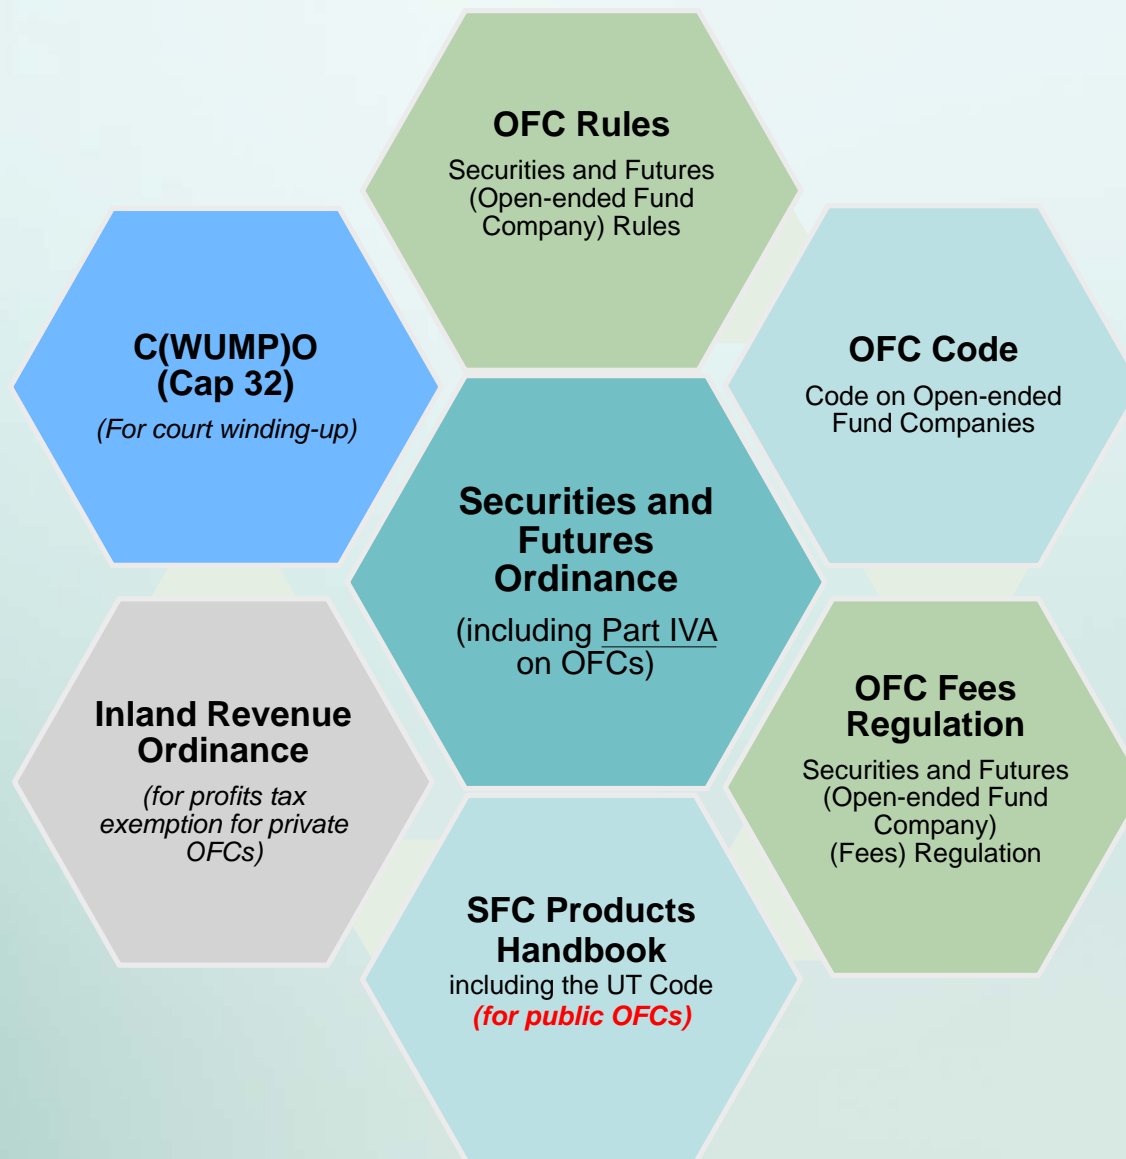 OFC Rules
Securities and Futures
(Open-ended Fund
Company) Rules
C(WUMP)O
(Cap 32)
(For court winding-up)
OFC Code
Code on Open-ended
Fund Companies
Securities and
Futures
Ordinance
(including Part IVA
on OFCs)
Inland Revenue
Ordinance
(for profits tax
exemption for private
OFCs)
OFC Fees
Regulation
Securities and Futures
(Open-ended Fund
Company)
(Fees) Regulation
SFC Products
Handbook
including the UT Code
(for public OFCs)